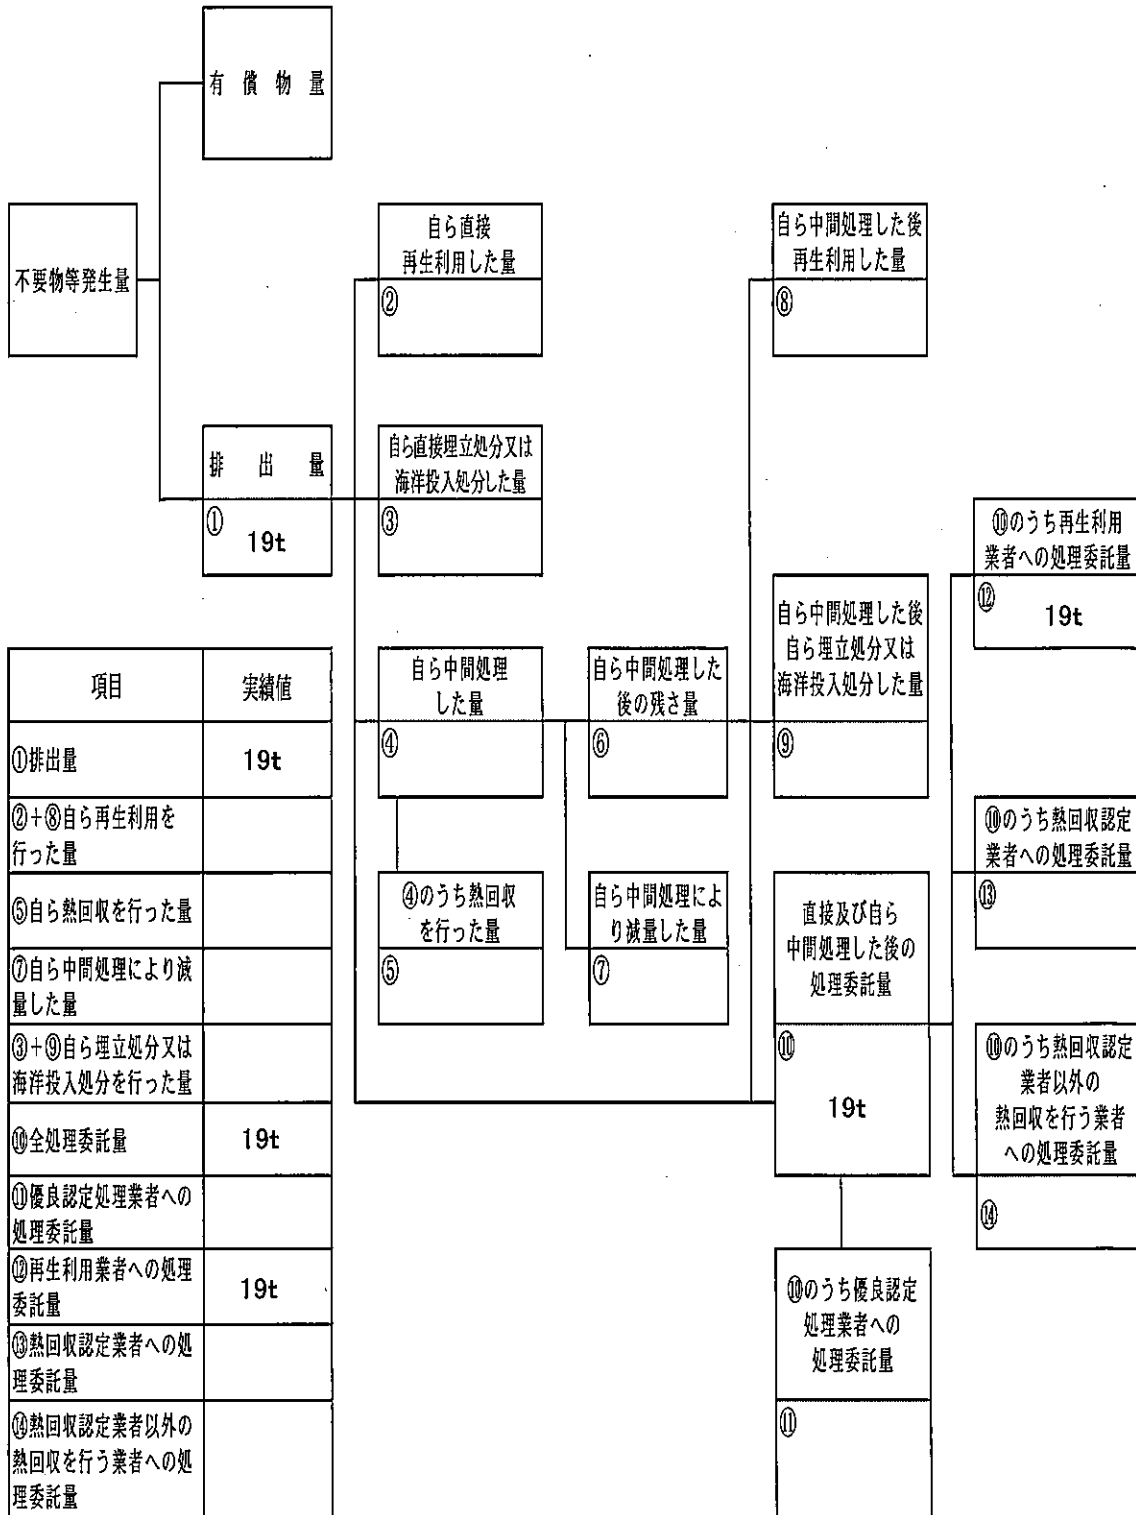 有償物量
不要物等発生量
自ら直接
再生利用した量
②
自ら中間処理した後
再生利用した量
⑧
排出量
① 19t
自ら直接埋立処分又は
海洋投入処分した量
③
⑩のうち再生利用
業者への処理委託量
⑫ 19t
自ら中間処理した後
自ら埋立処分又は
海洋投入処分した量
⑨
自ら中間処理
した量
④
自ら中間処理した
後の残さ量
⑥
⑩のうち熱回収認定
業者への処理委託量
⑬
④のうち熱回収
を行った量
⑤
自ら中間処理によ
り減量した量
⑦
直接及び自ら
中間処理した後の
処理委託量
⑩
19t
⑩のうち熱回収認定
業者以外の
熱回収を行う業者
への処理委託量
⑭
⑩のうち優良認定
処理業者への
処理委託量
⑪
項目 実績値
①排出量 19t
②+⑧自ら再生利用を
行った量
⑤自ら熱回収を行った量
⑦自ら中間処理により減
量した量
③+⑨自ら埋立処分又は
海洋投入処分を行った量
⑩全処理委託量 19t
⑪優良認定処理業者への
処理委託量
⑫再生利用業者への処理
委託量 19t
⑬熱回収認定業者への処
理委託量
⑭熱回収認定業者以外の
熱回収を行う業者への処
理委託量